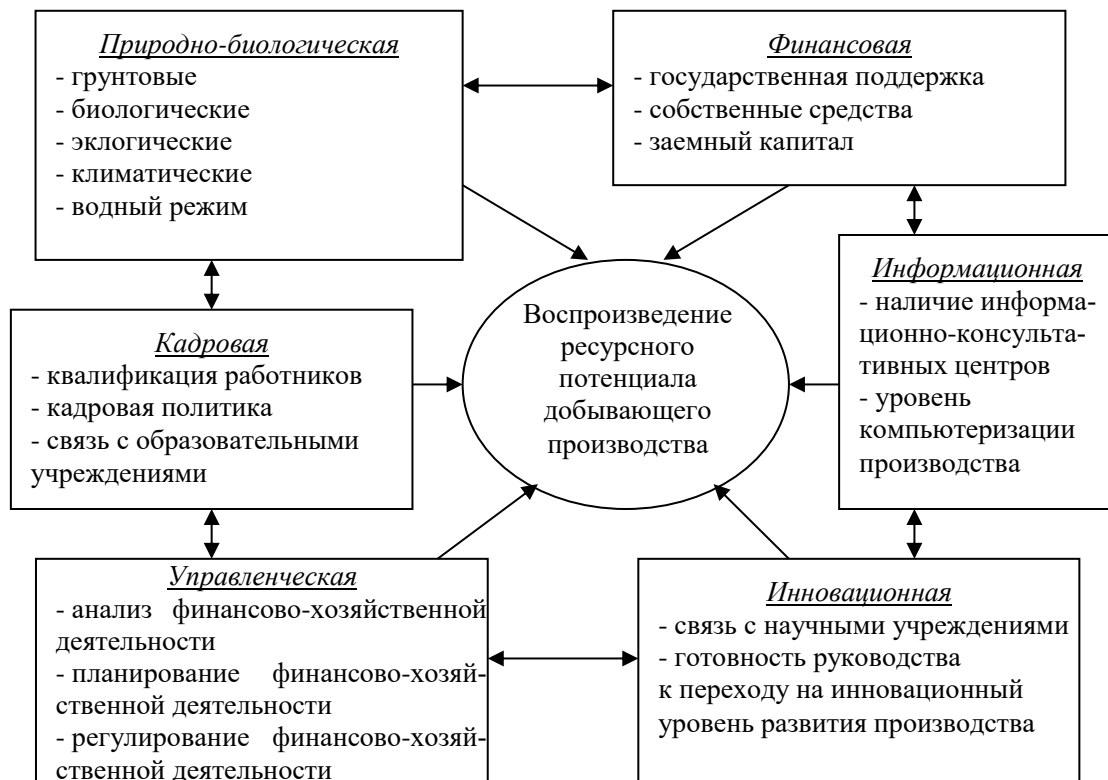 Природно-биологическая
- грунтовые
- биологические
- эклогические
- климатические
- водный режим
Финансовая
- государственная поддержка
- собственные средства
- заемный капитал
Кадровая
- квалификация работников
- кадровая политика
- связь с образовательными
учреждениями
Воспроизведение
ресурсного
потенциала
добывающего
производства
Информационная
- наличие информа-
ционно-консульта-
тивных центров
- уровень
компьютеризации
производства
Управленческая
- анализ финансово-хозяйственной
деятельности
- планирование финансово-хозяй-
ственной деятельности
- регулирование финансово-хозяй-
ственной деятельности
Инновационная
- связь с научными учреждениями
- готовность руководства
к переходу на инновационный
уровень развития производства